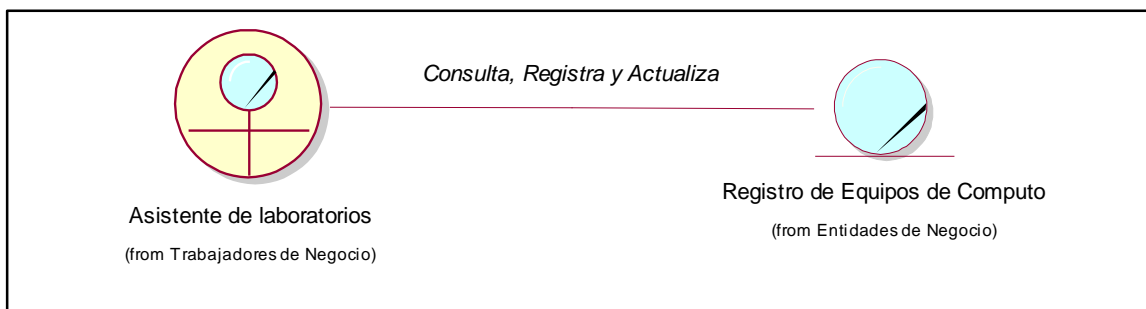 Consulta, Registra y Actualiza
Asistente de laboratorios
(from Trabajadores de Negocio)
Registro de Equipos de Computo
(from Entidades de Negocio)